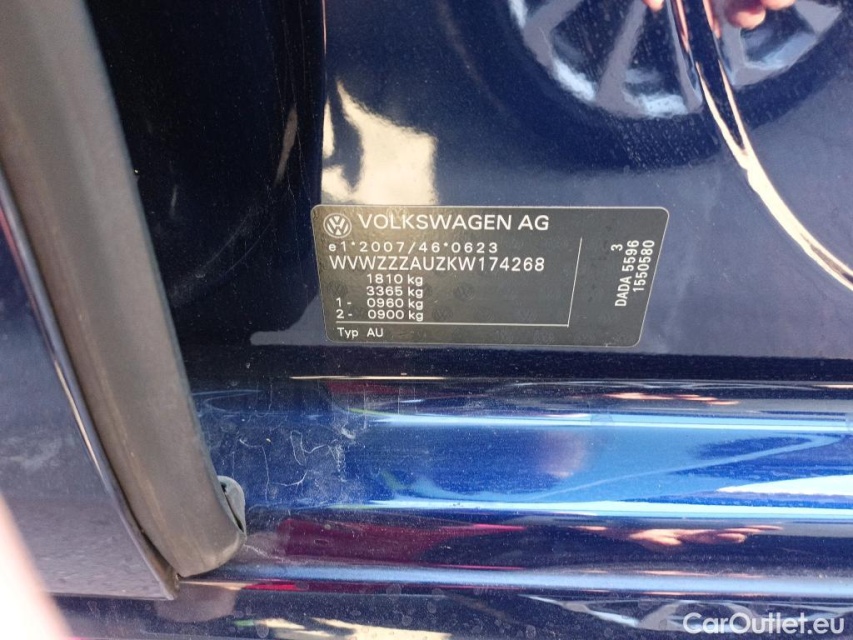 VOLKSWAGEN AG
e1*2007/46*0623
WVWZZZAUZKW174268
1810 kg
3365 kg
1- 0960 kg
2- 0900 kg
Typ AU
3
DADA 5596
1550580
CarOutlet.eu